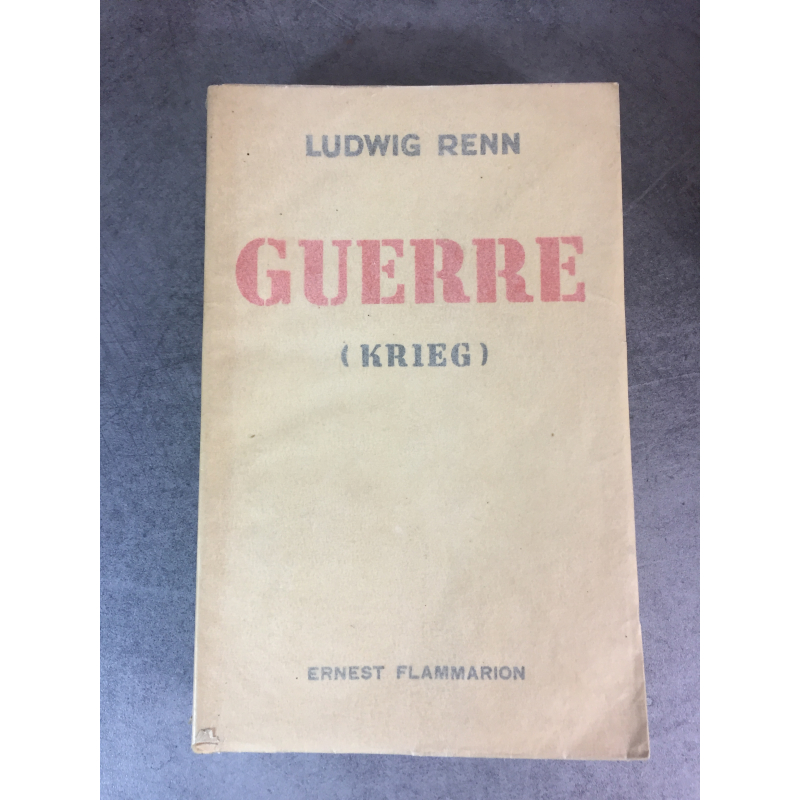 LUDWIG RENN
GUERRE
(KRIEG)
ERNEST FLAMMARION